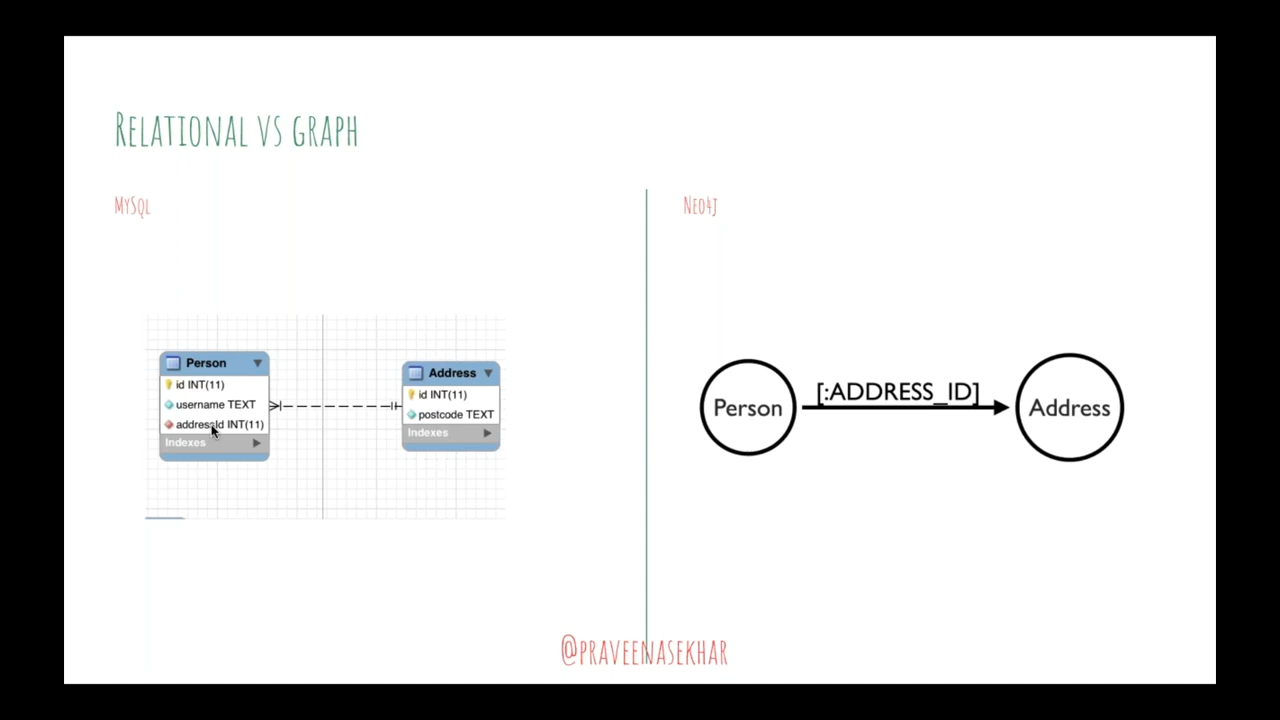 Relational vs graph
MySql
Neo4j
Person
id INT(11)
username TEXT
addressId INT(11)
Indexes
Address
id INT(11)
postcode TEXT
Indexes
Person
[:ADDRESS_ID]
Address
@praveenasekhar